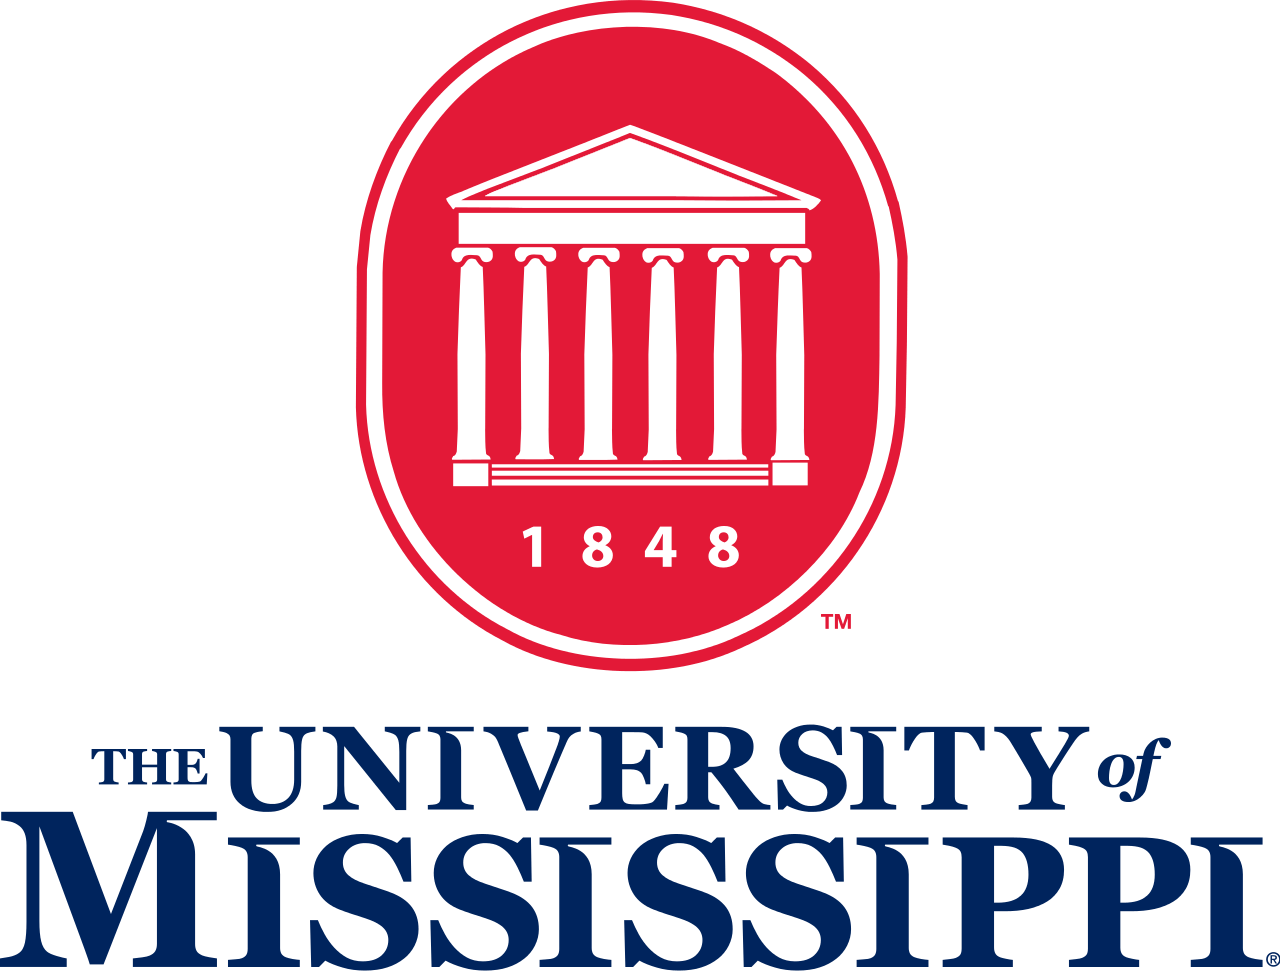 1848
TM
THE UNIVERSITY of
MISSISSIPPI®